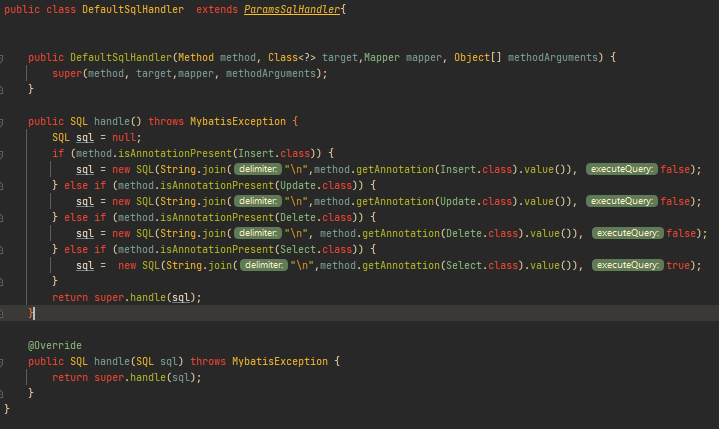 public class DefaultSqlHandler  extends ParamsSqlHandler{
public DefaultSqlHandler(Method method, Class<?> target,Mapper mapper, Object[] methodArguments) {
super(method, target,mapper, methodArguments);
}
public SQL handle() throws MybatisException {
SQL sql = null;
if (method.isAnnotationPresent(Insert.class)) {
sql = new SQL(String.join( delimiter: "\n",method.getAnnotation(Insert.class).value()), executeQuery: false);
} else if (method.isAnnotationPresent(Update.class)) {
sql = new SQL(String.join( delimiter: "\n",method.getAnnotation(Update.class).value()), executeQuery: false);
} else if (method.isAnnotationPresent(Delete.class)) {
sql = new SQL(String.join( delimiter: "\n", method.getAnnotation(Delete.class).value()), executeQuery: false);
} else if (method.isAnnotationPresent(Select.class)) {
sql =  new SQL(String.join( delimiter: "\n",method.getAnnotation(Select.class).value()), executeQuery: true);
}
return super.handle(sql);
}
@Override
public SQL handle(SQL sql) throws MybatisException {
return super.handle(sql);
}
}